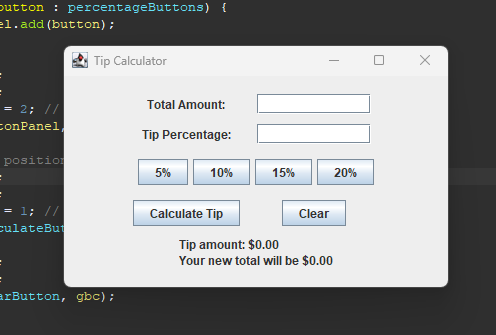 button : percentageButtons) {
el.add(button);
Tip Calculator
;
;
= 2; //
tonPanel,
Total Amount:
Tip Percentage:
position
;
;
5% 10% 15% 20%
= 1; //
culateBut
Calculate Tip Clear
;
;
Tip amount: $0.00
Your new total will be $0.00
arButton, gbc);